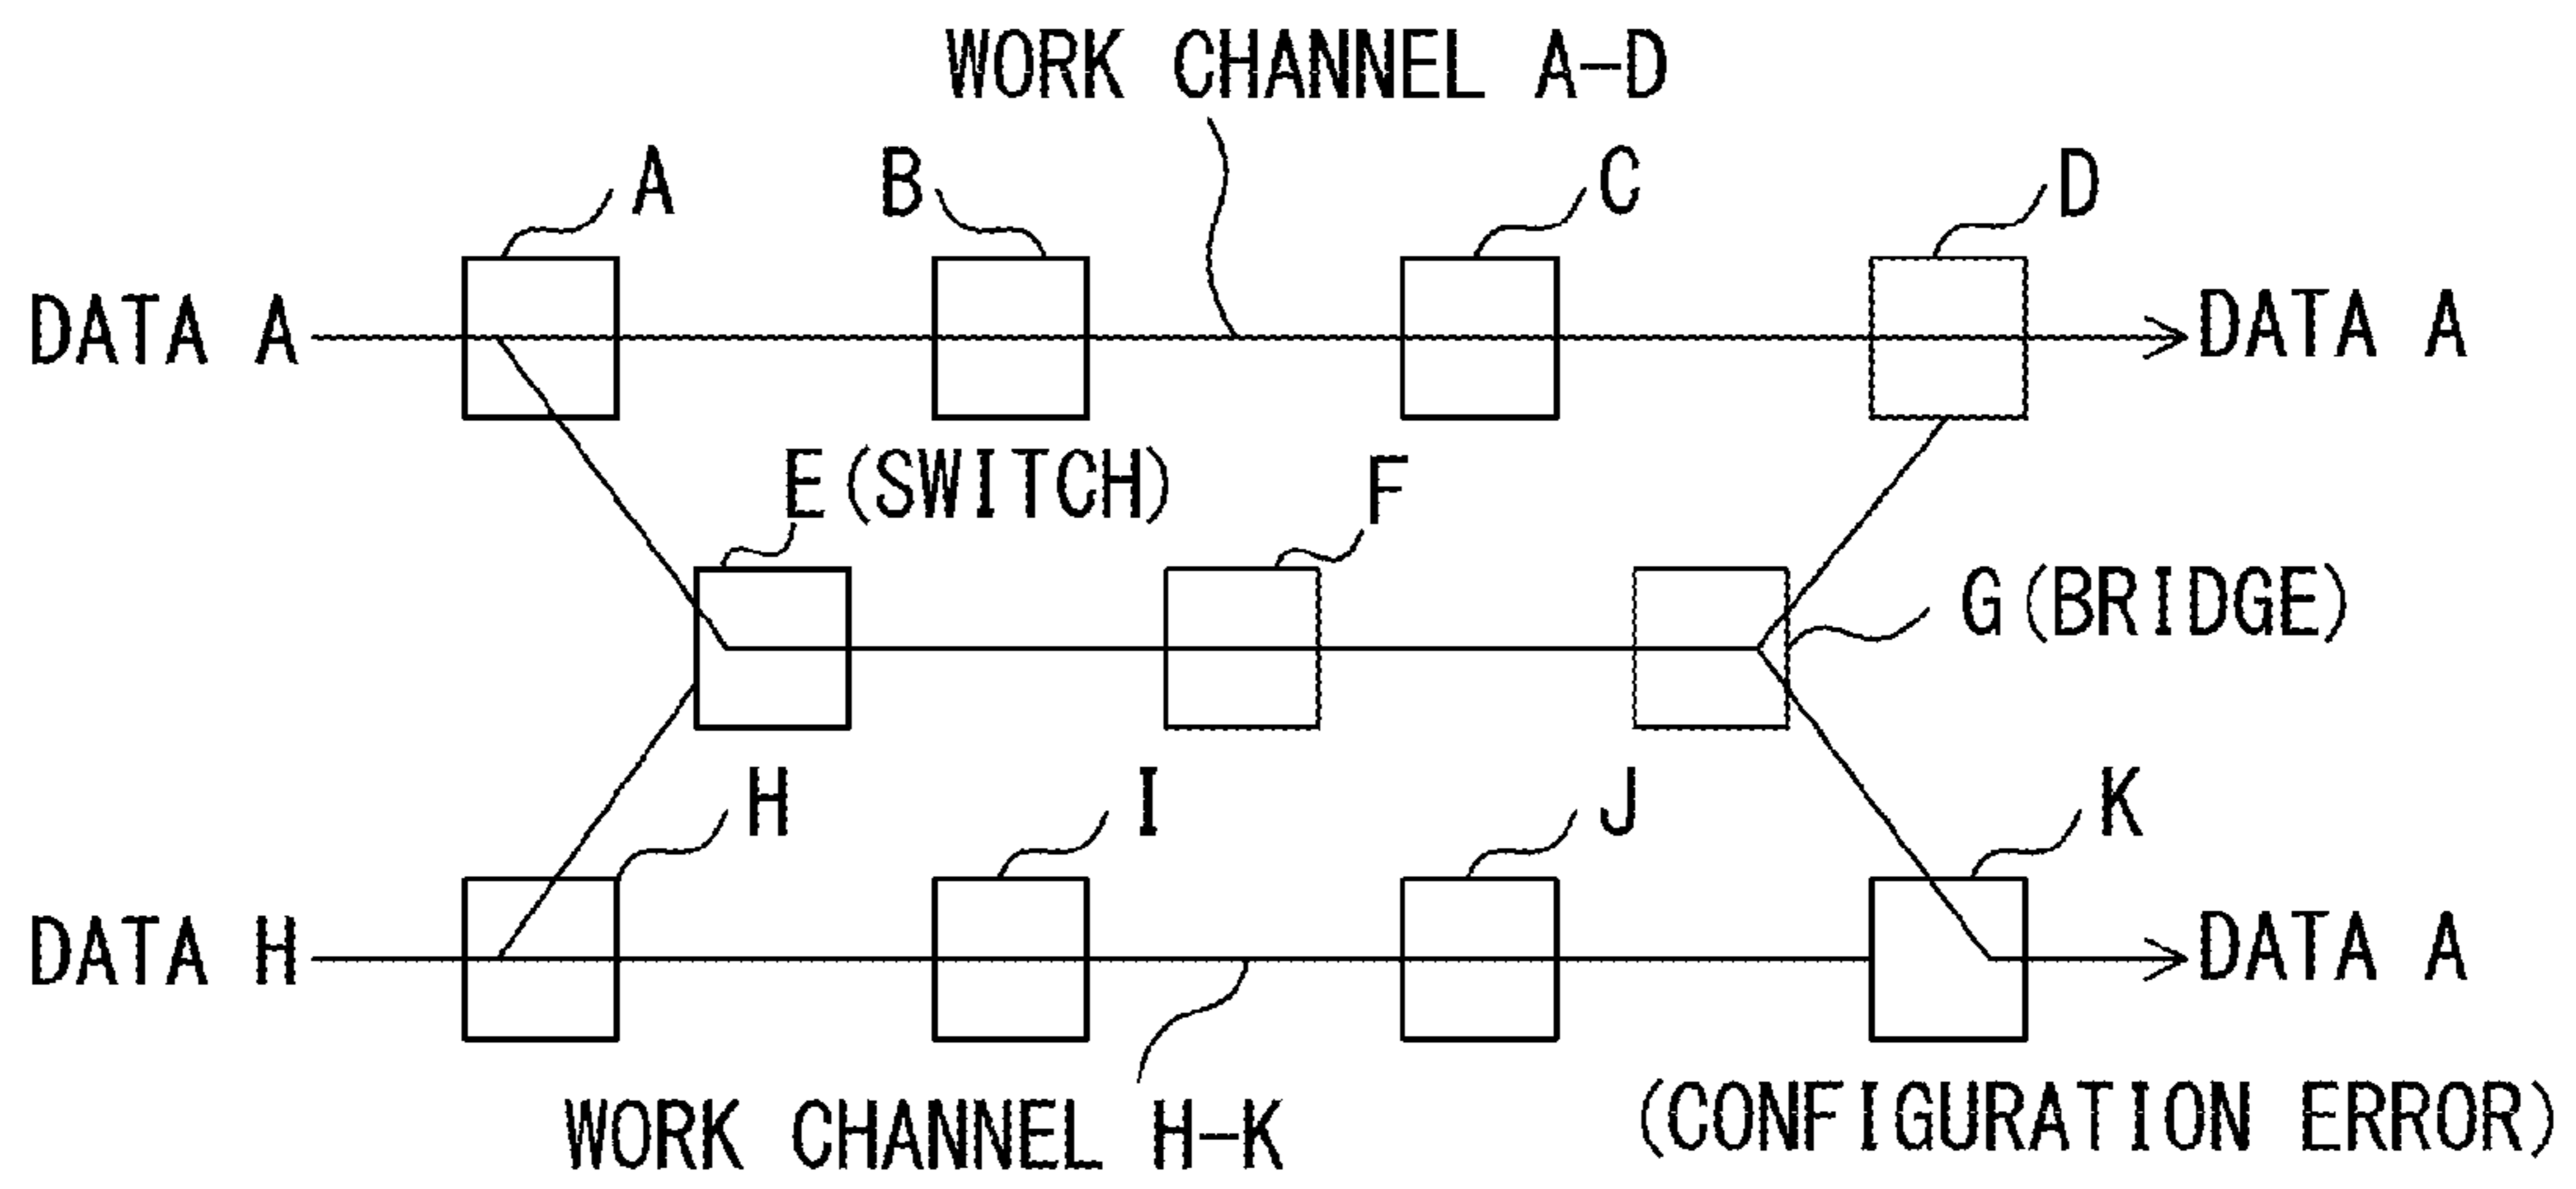 WORK CHANNEL A-D
A B C D
DATA A DATA A
E(SWITCH) F
G(BRIDGE)
H I J K
DATA H DATA A
WORK CHANNEL H-K (CONFIGURATION ERROR)